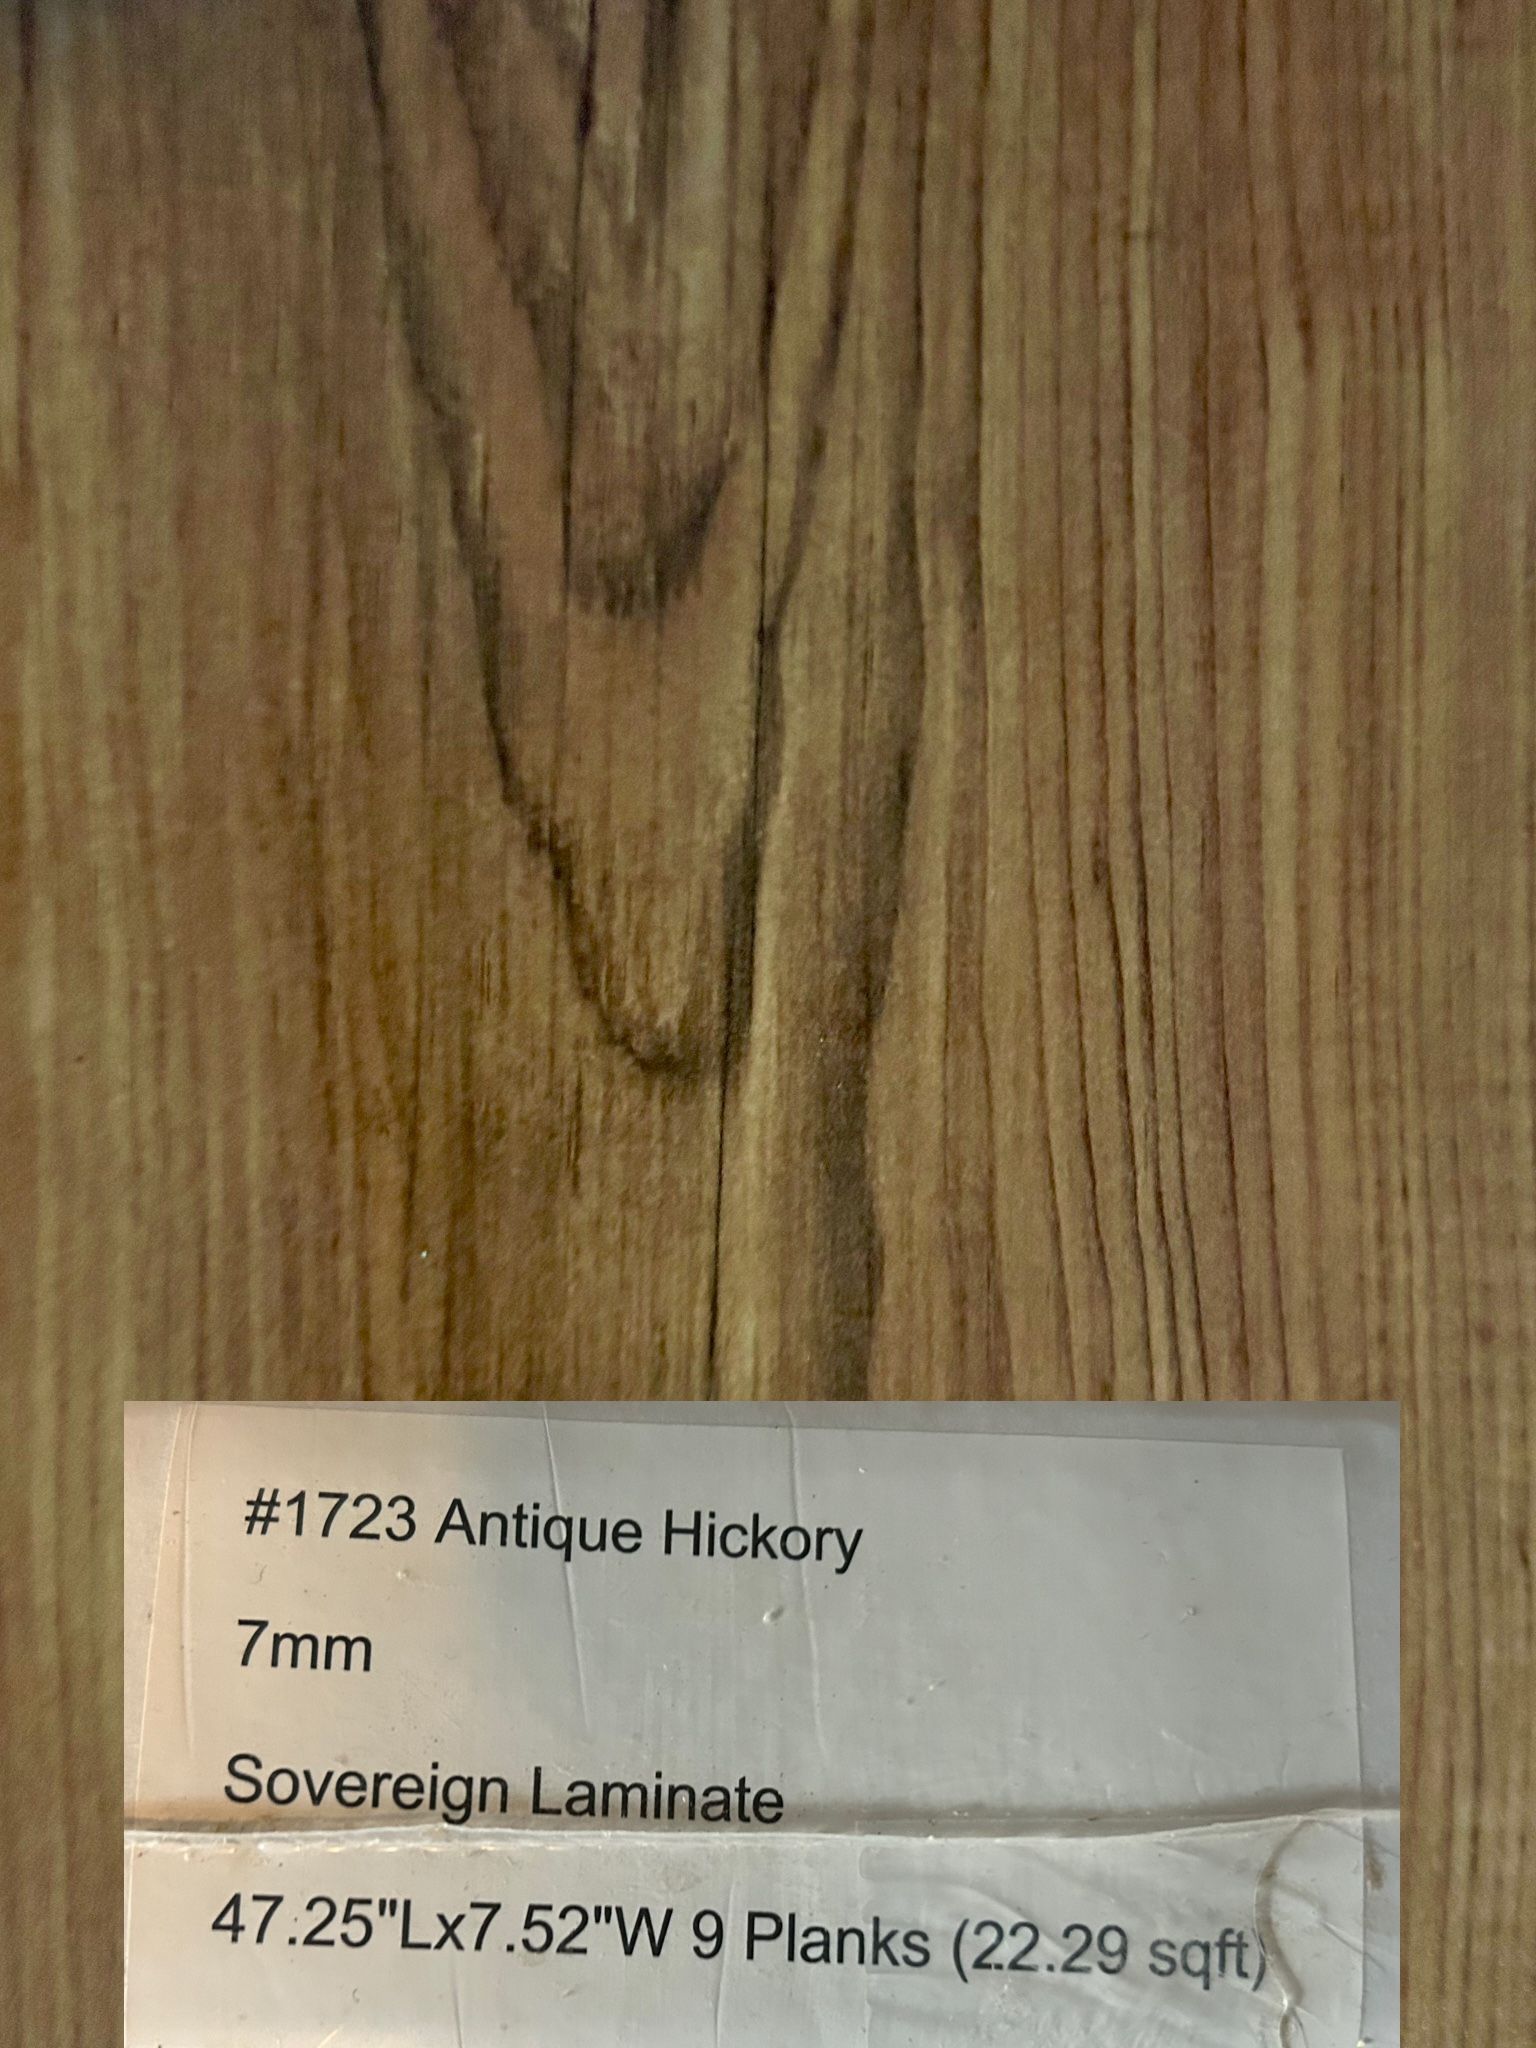 #1723 Antique Hickory
7mm
Sovereign Laminate
47.25"Lx7.52"W 9 Planks (22.29 sqft)